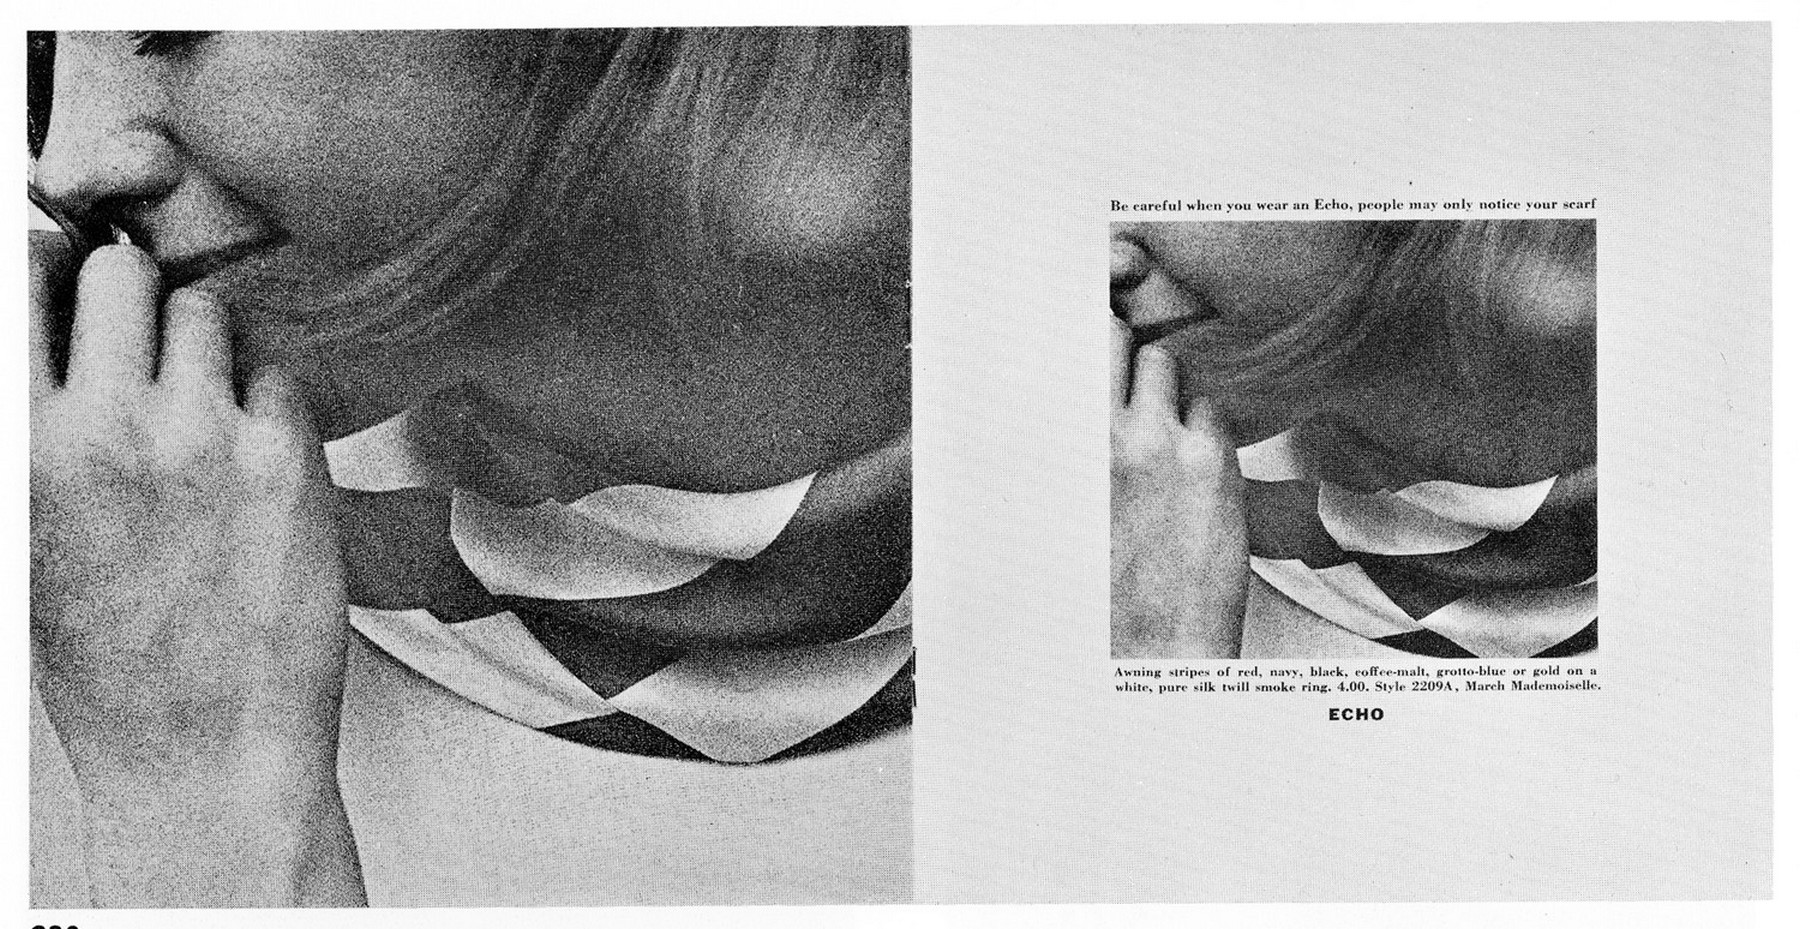 Be careful when you wear an Echo, people may only notice your scarf
Awning stripes of red, navy, black, coffee-malt, grotto-blue or gold on a
white, pure silk twill smoke ring. 4.00. Style 2209A, March Mademoiselle.
ECHO